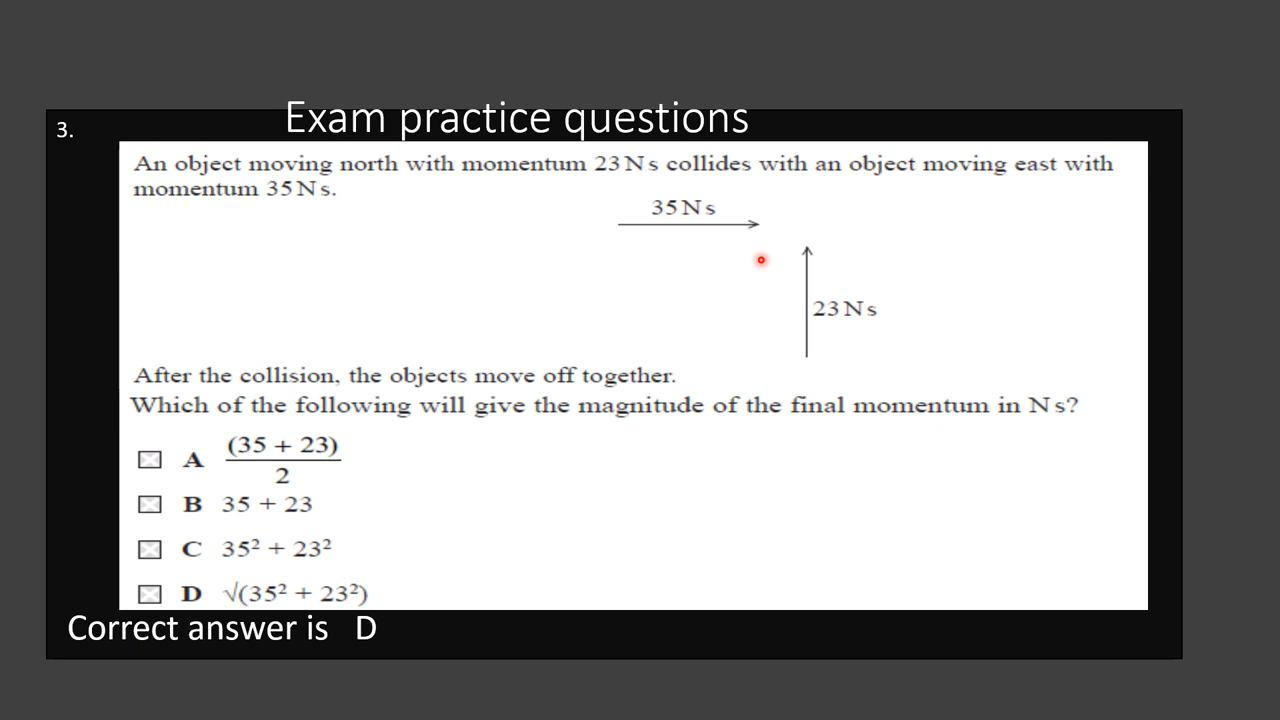 Exam practice questions
3.
An object moving north with momentum 23 N s collides with an object moving east with
momentum 35 N s.
35 N s
23 N s
After the collision, the objects move off together.
Which of the following will give the magnitude of the final momentum in N s?
A (35 + 23)
2
B 35 + 23
C 35² + 23²
D √(35² + 23²)
Correct answer is D